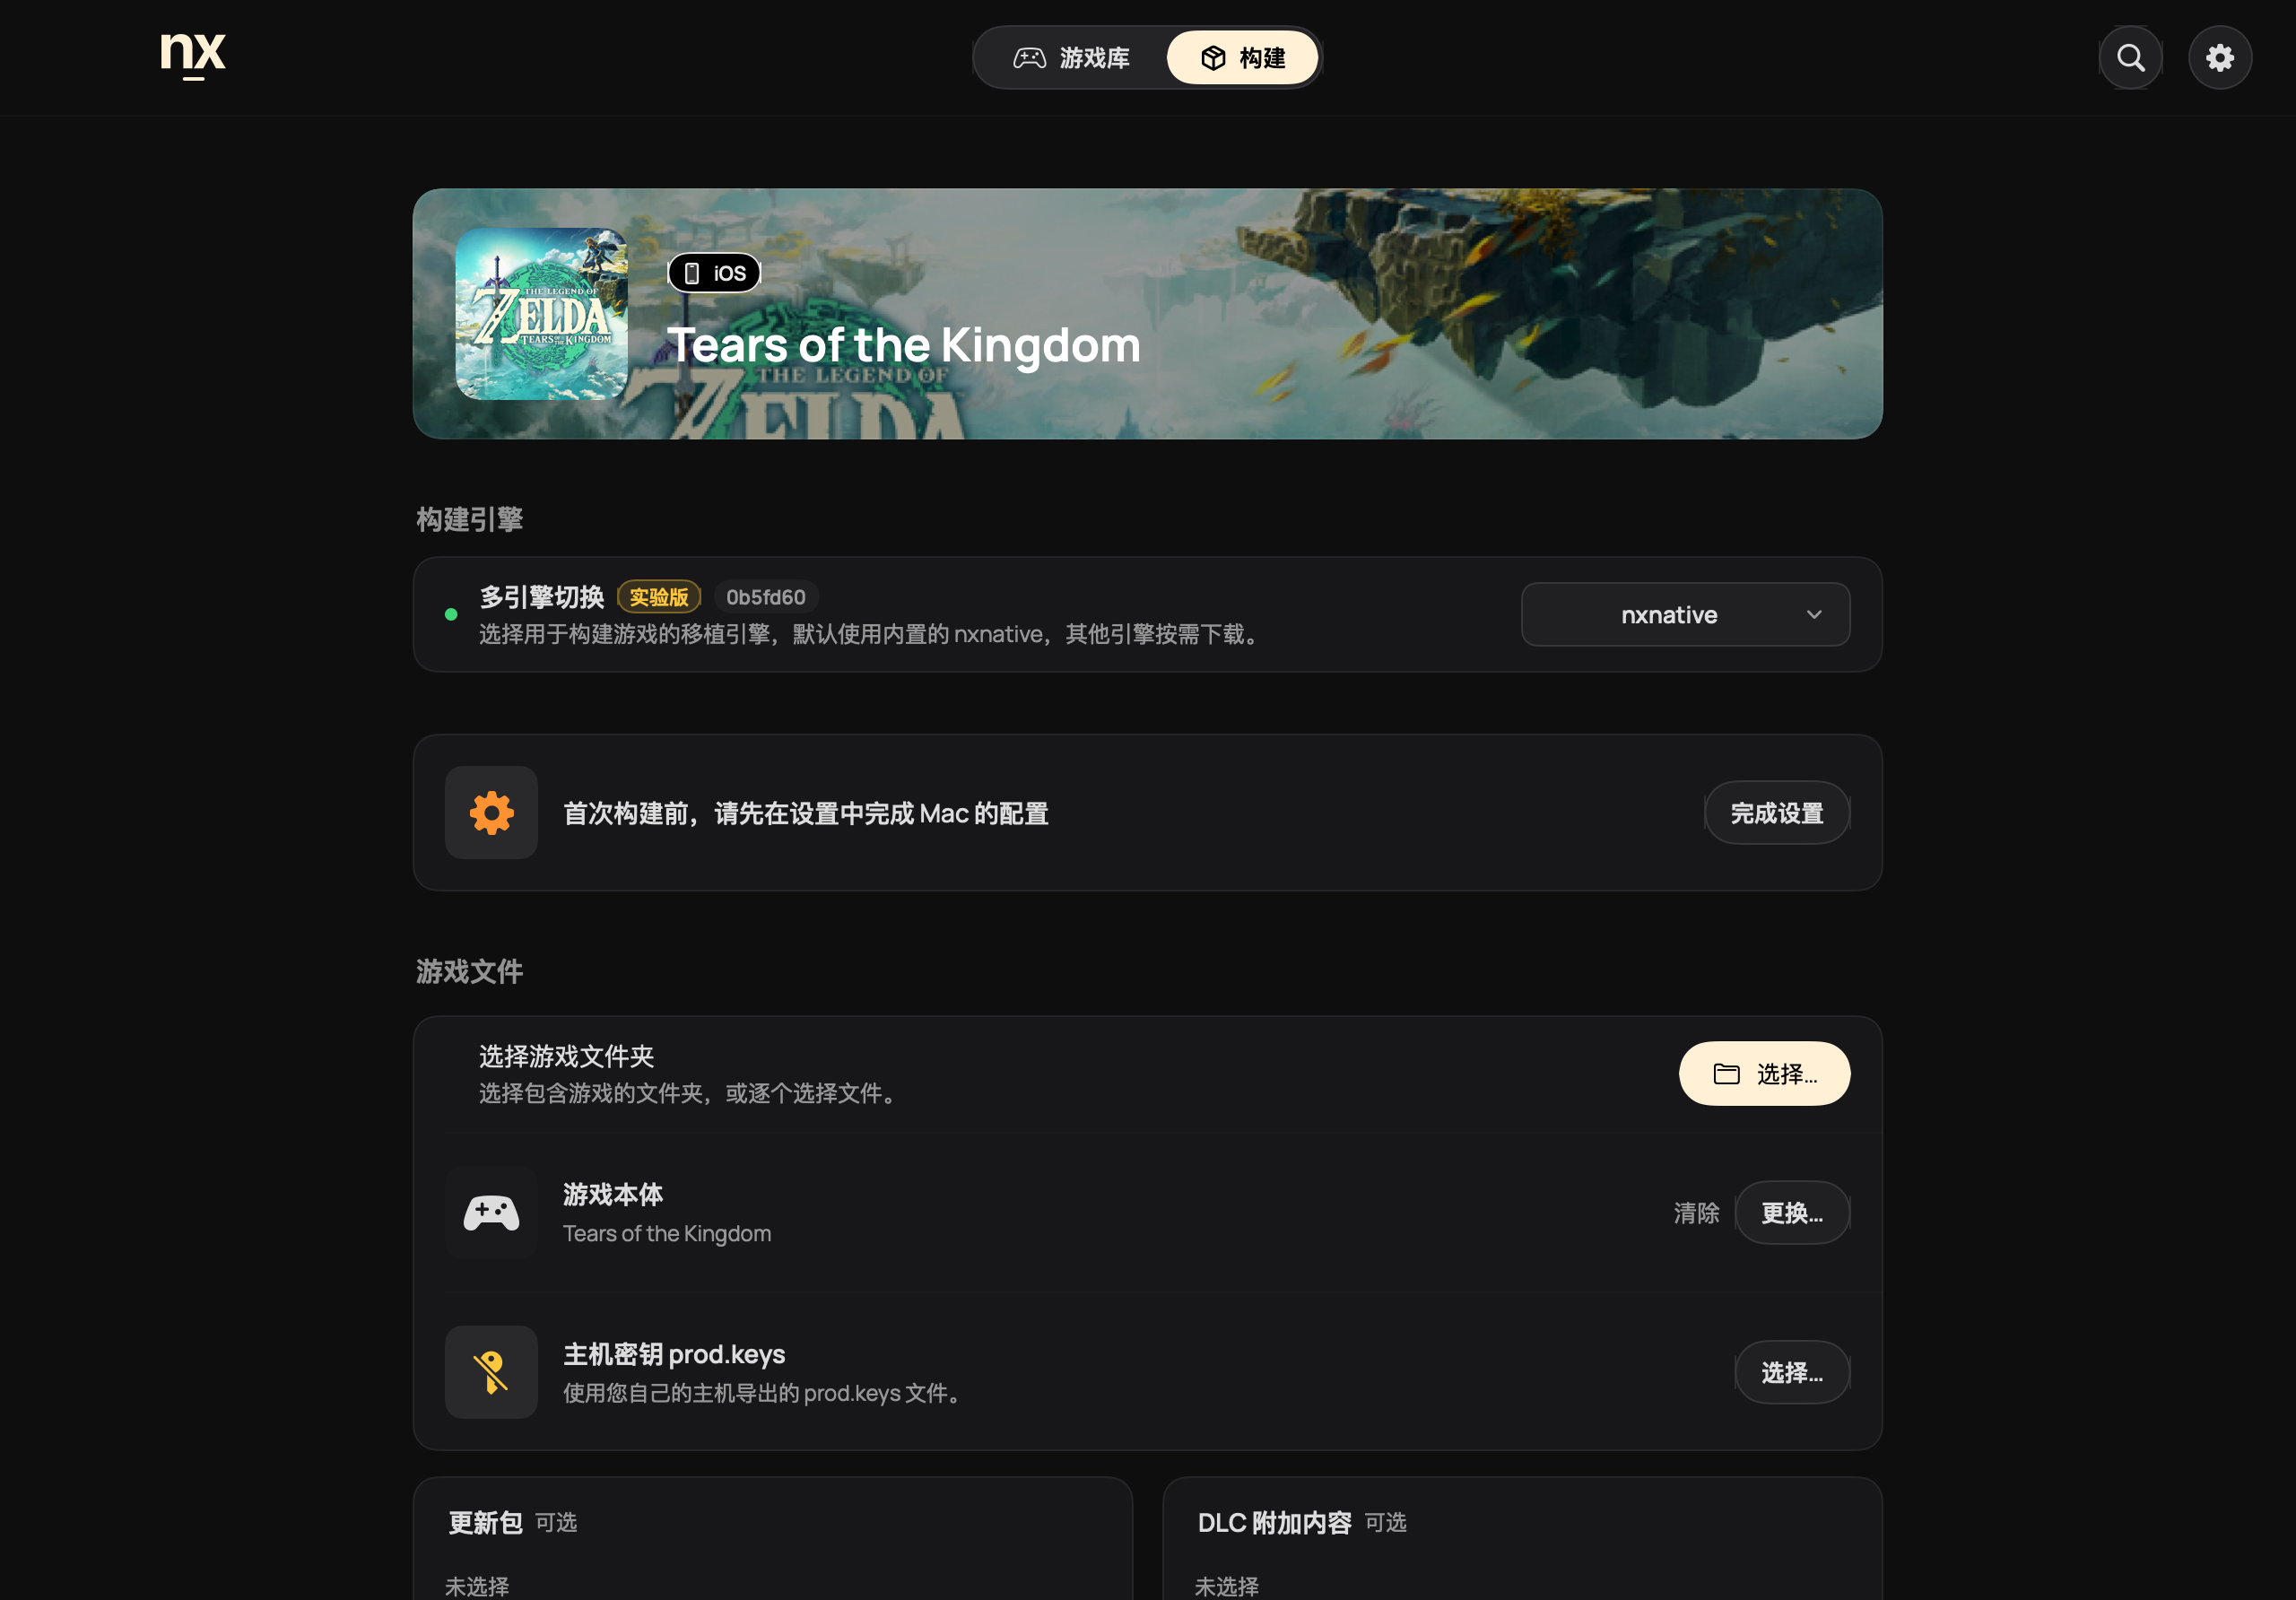 nx
游戏库
构建
THE LEGEND OF
ZELDA
TEARS OF THE KINGDOM
iOS
Tears of the Kingdom
THE LEGEND OF
ZELDA
构建引擎
多引擎切换 实验版 0b5fd60
选择用于构建游戏的移植引擎，默认使用内置的 nxnative，其他引擎按需下载。
nxnative
首次构建前，请先在设置中完成 Mac 的配置
完成设置
游戏文件
选择游戏文件夹
选择包含游戏的文件夹，或逐个选择文件。
选择...
游戏本体
Tears of the Kingdom
清除
更换...
主机密钥 prod.keys
使用您自己的主机导出的 prod.keys 文件。
选择...
更新包 可选
未选择
DLC 附加内容 可选
未选择